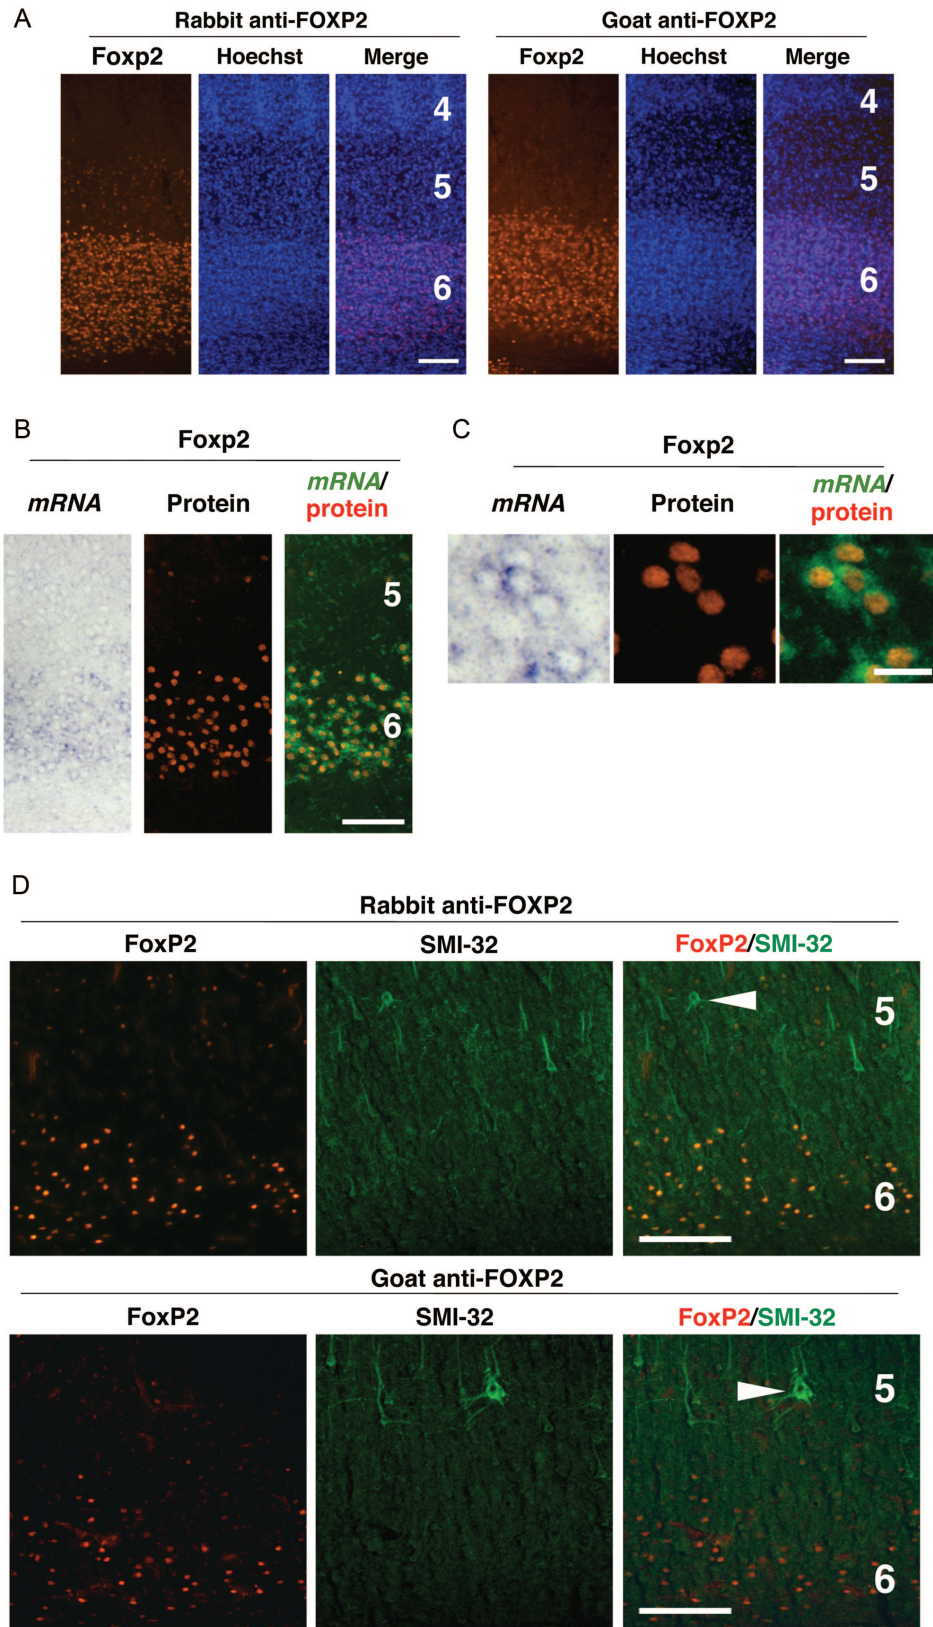 A
Rabbit anti-FOXP2
Goat anti-FOXP2
Foxp2 Hoechst Merge
Foxp2 Hoechst Merge
4
5
6
4
5
6
B
Foxp2
mRNA Protein mRNA/
protein
5
6
C
Foxp2
mRNA Protein mRNA/
protein
D
Rabbit anti-FOXP2
FoxP2 SMI-32 FoxP2/SMI-32
5
6
Goat anti-FOXP2
FoxP2 SMI-32 FoxP2/SMI-32
5
6